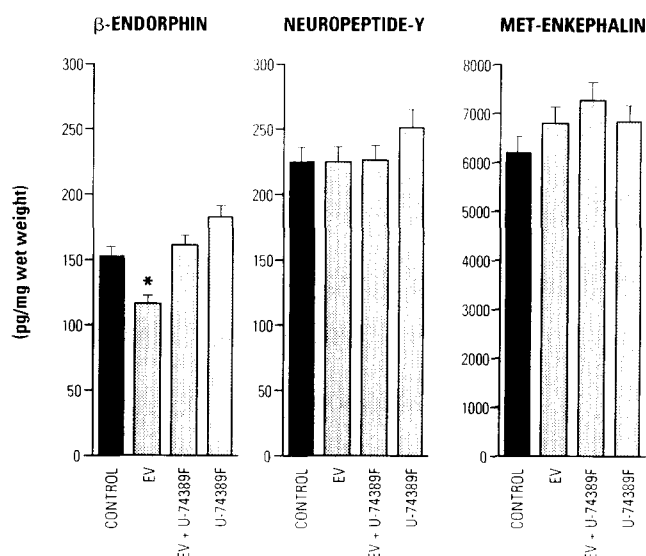 β-ENDORPHIN
NEUROPEPTIDE-Y
MET-ENKEPHALIN
(pg/mg wet weight)
300
250
200
150
100
50
0
*
CONTROL
EV
EV + U-74389F
U-74389F
300
250
200
150
100
50
0
CONTROL
EV
EV + U-74389F
U-74389F
8000
7000
6000
5000
4000
3000
2000
1000
0
CONTROL
EV
EV + U-74389F
U-74389F